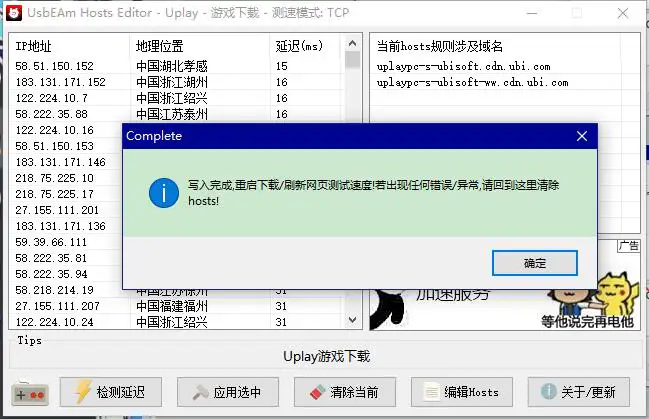 UsbEAm Hosts Editor - Uplay - 游戏下载 - 测速模式: TCP
IP地址 地理位置 延迟(ms) 当前hosts规则涉及域名
58.51.150.152 中国湖北孝感 15 uplaypc-s-ubisoft.cdn.ubi.com
183.131.171.152 中国浙江湖州 16 uplaypc-s-ubisoft-ww.cdn.ubi.com
122.224.10.7 中国浙江绍兴 16
58.222.35.88 中国江苏泰州 16
122.224.10.16
58.51.150.153
183.131.171.146
218.75.225.10
218.75.225.17
27.155.111.201
183.131.171.136
59.39.66.111
58.222.35.81
58.222.35.94
58.218.214.19 中国江苏徐州 31
27.155.111.207 中国福建福州 31
122.224.10.24 中国浙江绍兴 31
Complete
写入完成,重启下载/刷新网页测试速度!若出现任何错误/异常,请回到这里清除
hosts!
确定
广告
加速服务
等他说完再电他
Tips
Uplay游戏下载
检测延迟 应用选中 清除当前 编辑Hosts 关于/更新